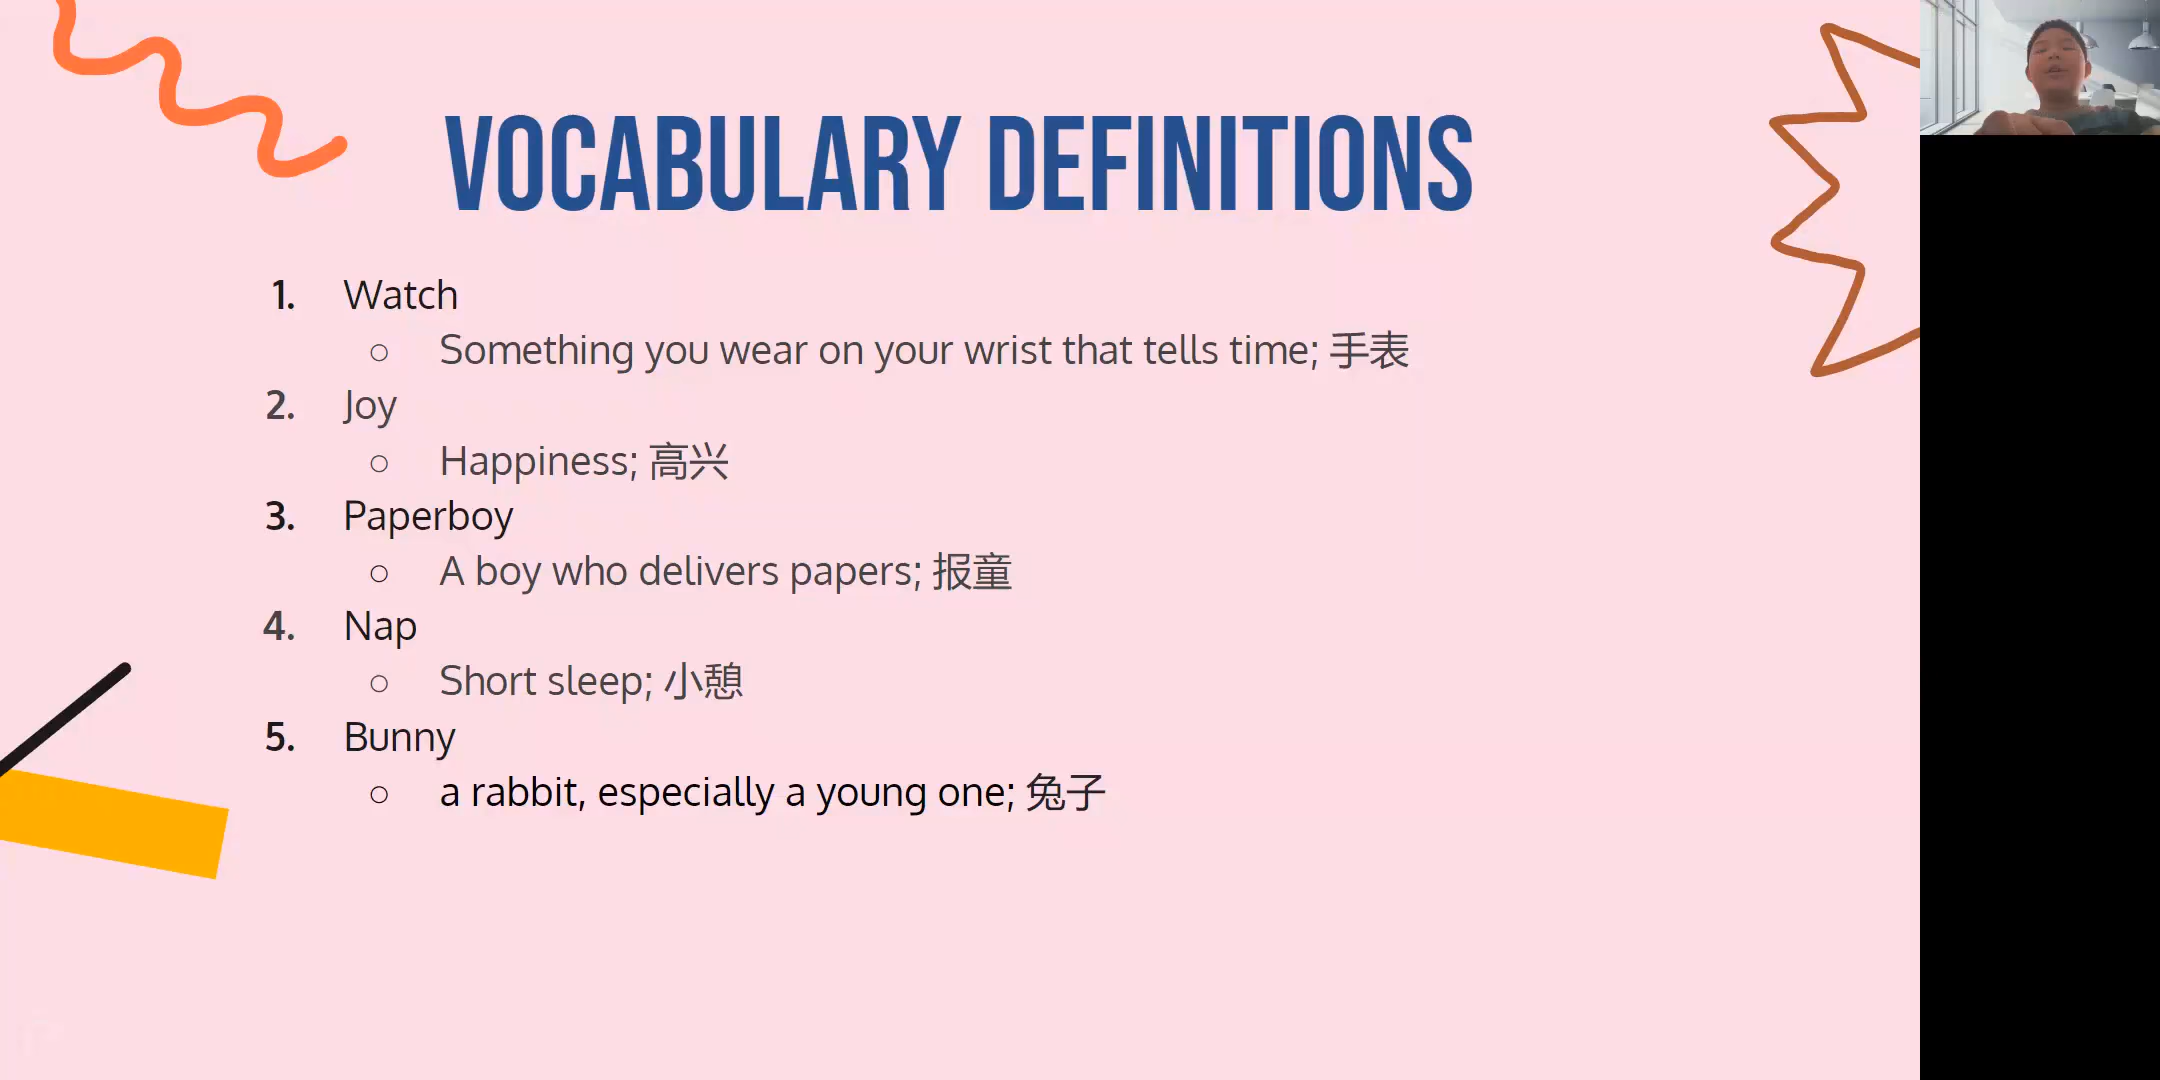 VOCABULARY DEFINITIONS
1. Watch
○ Something you wear on your wrist that tells time; 手表
2. Joy
○ Happiness; 高兴
3. Paperboy
○ A boy who delivers papers; 报童
4. Nap
○ Short sleep; 小憩
5. Bunny
○ a rabbit, especially a young one; 兔子